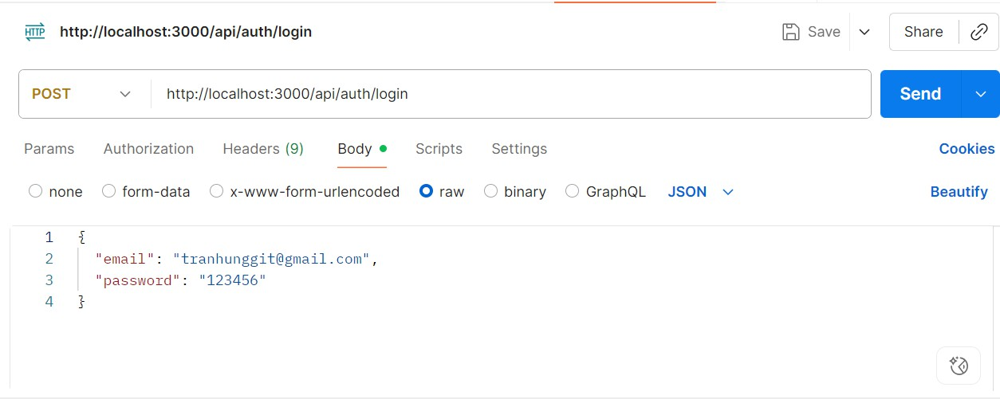 HTTP http://localhost:3000/api/auth/login Save Share
POST http://localhost:3000/api/auth/login Send
Params Authorization Headers (9) Body Scripts Settings Cookies
none form-data x-www-form-urlencoded raw binary GraphQL JSON Beautify
1 {
2 "email": "tranhunggit@gmail.com",
3 "password": "123456"
4 }